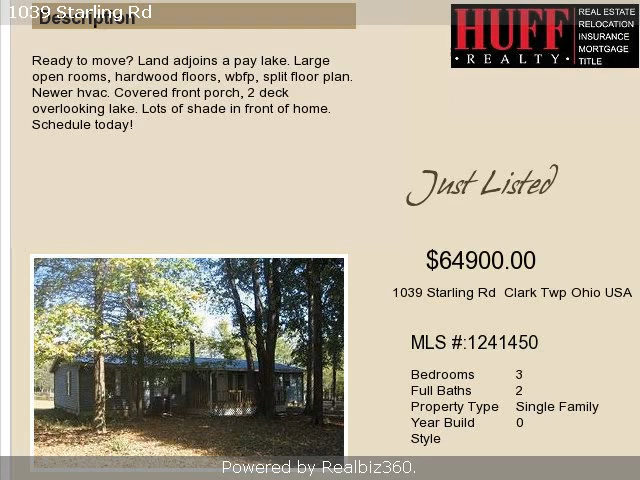 1039 Starling Rd
Description
Ready to move? Land adjoins a pay lake. Large
open rooms, hardwood floors, wbfp, split floor plan.
Newer hvac. Covered front porch, 2 deck
overlooking lake. Lots of shade in front of home.
Schedule today!
HUFF
·REALTY·
REAL ESTATE
RELOCATION
INSURANCE
MORTGAGE
TITLE
Just Listed
$64900.00
1039 Starling Rd Clark Twp Ohio USA
MLS #:1241450
Bedrooms 3
Full Baths 2
Property Type Single Family
Year Build 0
Style
Powered by Realbiz360.